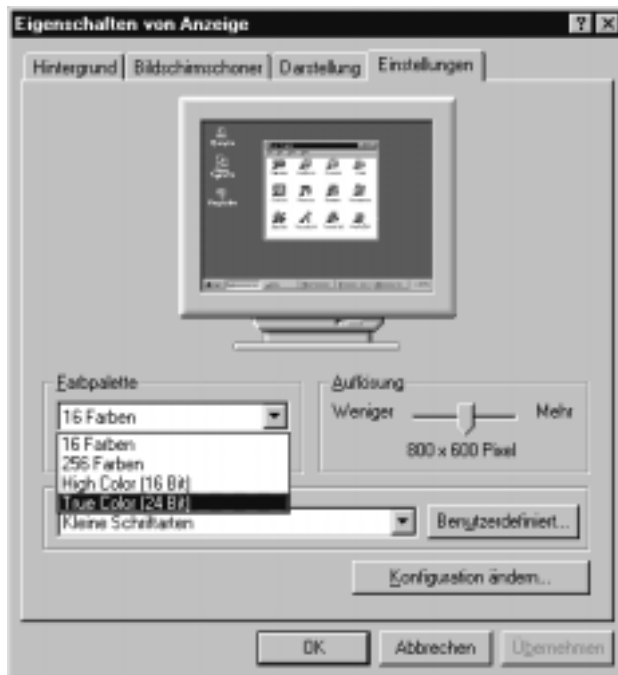 Eigenschaften von Anzeige
Hintergrund Bildschirmschoner Darstellung Einstellungen
Farbpalette
16 Farben
16 Farben
256 Farben
High Color (16 Bit)
True Color (24 Bit)
Auflösung
Weniger Mehr
800 x 600 Pixel
Kleine Schriftarten
Benutzerdefiniert...
Konfiguration ändern...
OK Abbrechen Übernehmen